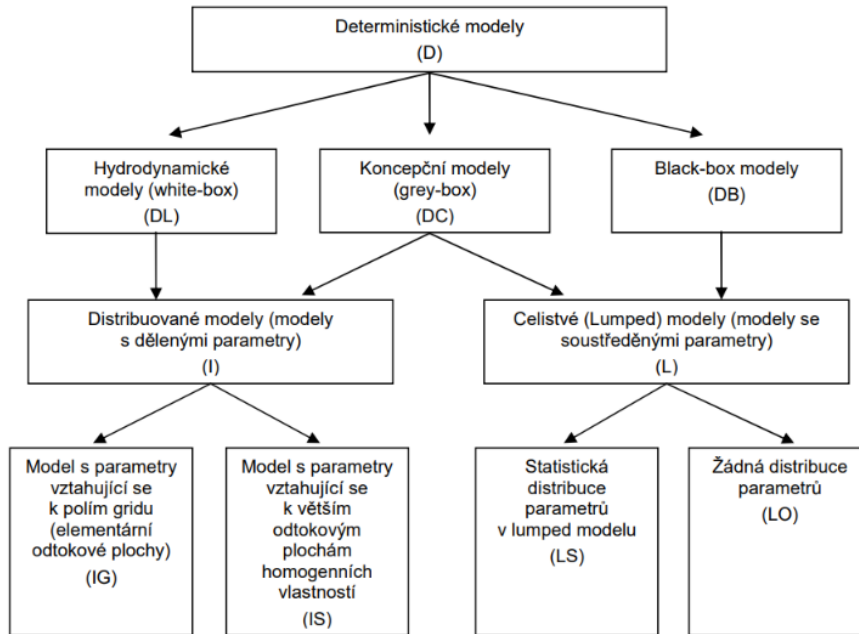 Deterministické modely
(D)
Hydrodynamické
modely (white-box)
(DL)
Koncepční modely
(grey-box)
(DC)
Black-box modely
(DB)
Distribuované modely (modely
s dělenými parametry)
(I)
Celistvé (Lumped) modely (modely se
soustředěnými parametry)
(L)
Model s parametry
vztahující se
k polím gridu
(elementární
odtokové plochy)
(IG)
Model s parametry
vztahující se
k větším
odtokovým
plochám
homogenních
vlastností
(IS)
Statistická
distribuce
parametrů
v lumped modelu
(LS)
Žádná distribuce
parametrů
(LO)